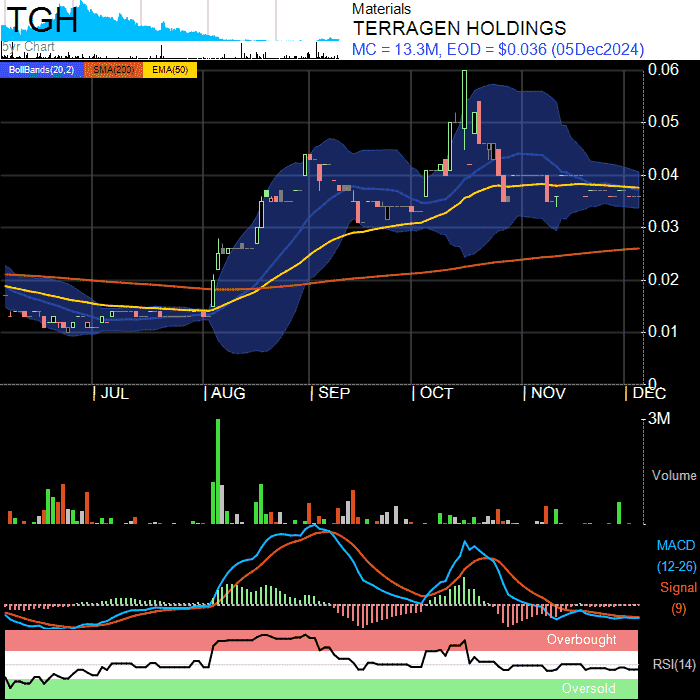 TGH
5yr Chart
Materials
TERRAGEN HOLDINGS
MC = 13.3M, EOD = $0.036 (05Dec2024)
BollBands(20,2) SMA(200) EMA(50)
0.06
0.05
0.04
0.03
0.02
0.01
0
JUL AUG SEP OCT NOV DEC
3M
Volume
MACD
(12-26)
Signal
(9)
Overbought
RSI(14)
Oversold